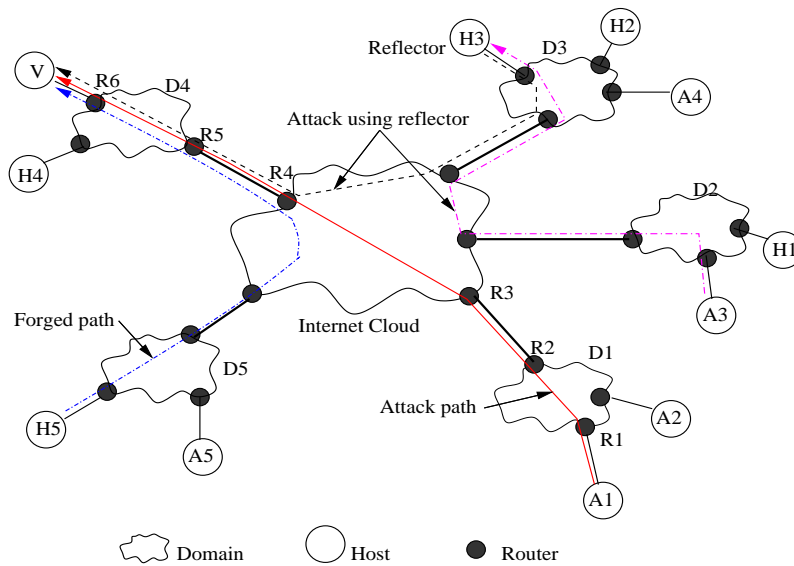 H2
H3
D3
Reflector
V
R6
D4
A4
Attack using reflector
R5
R4
H4
D2
H1
R3
A3
Forged path
Internet Cloud
R2
D1
D5
Attack path
A2
H5
R1
A5
A1
Domain
Host
Router